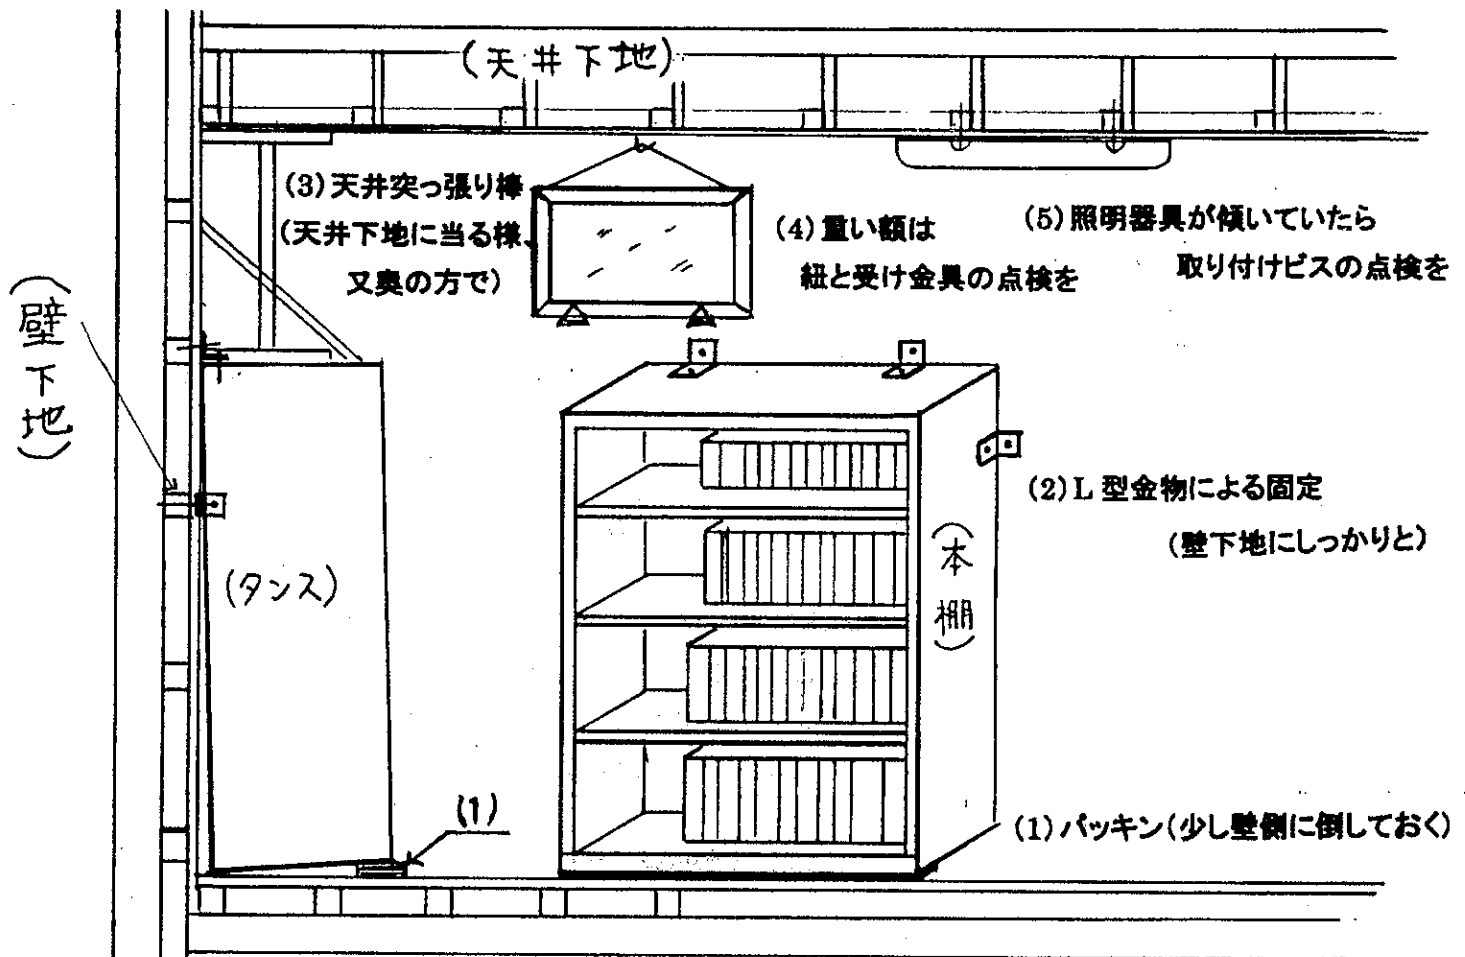 (天井下地)
(3)天井突っ張り棒
(天井下地に当る様、
又奥の方で)
(4)重い額は
紐と受け金具の点検を
(5)照明器具が傾いていたら
取り付けビスの点検を
(壁下地)
(2)L型金物による固定
(壁下地にしっかりと)
(タンス)
(本棚)
(1)
(1)パッキン(少し壁側に倒しておく)